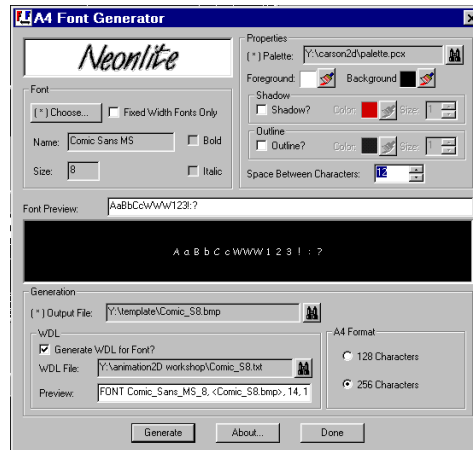 A4 Font Generator
Neonlite
Properties
(*) Palette: Y:\carson2d\palette.pcx
Foreground: Background
Shadow
Shadow? Color: Size: 1
Outline
Outline? Color: Size: 1
Space Between Characters: 12
Font
(*) Choose... Fixed Width Fonts Only
Name: Comic Sans MS Bold
Size: 8 Italic
Font Preview: AaBbCcWWW123!:?
A a B b C c W W W 1 2 3 ! : ?
Generation
(*) Output File: Y:\template\Comic_S8.bmp
WDL
Generate WDL for Font?
WDL File: Y:\animation2D workshop\Comic_S8.txt
Preview: FONT Comic_Sans_MS_8, <Comic_S8.bmp>, 14, 1
A4 Format
128 Characters
256 Characters
Generate About... Done